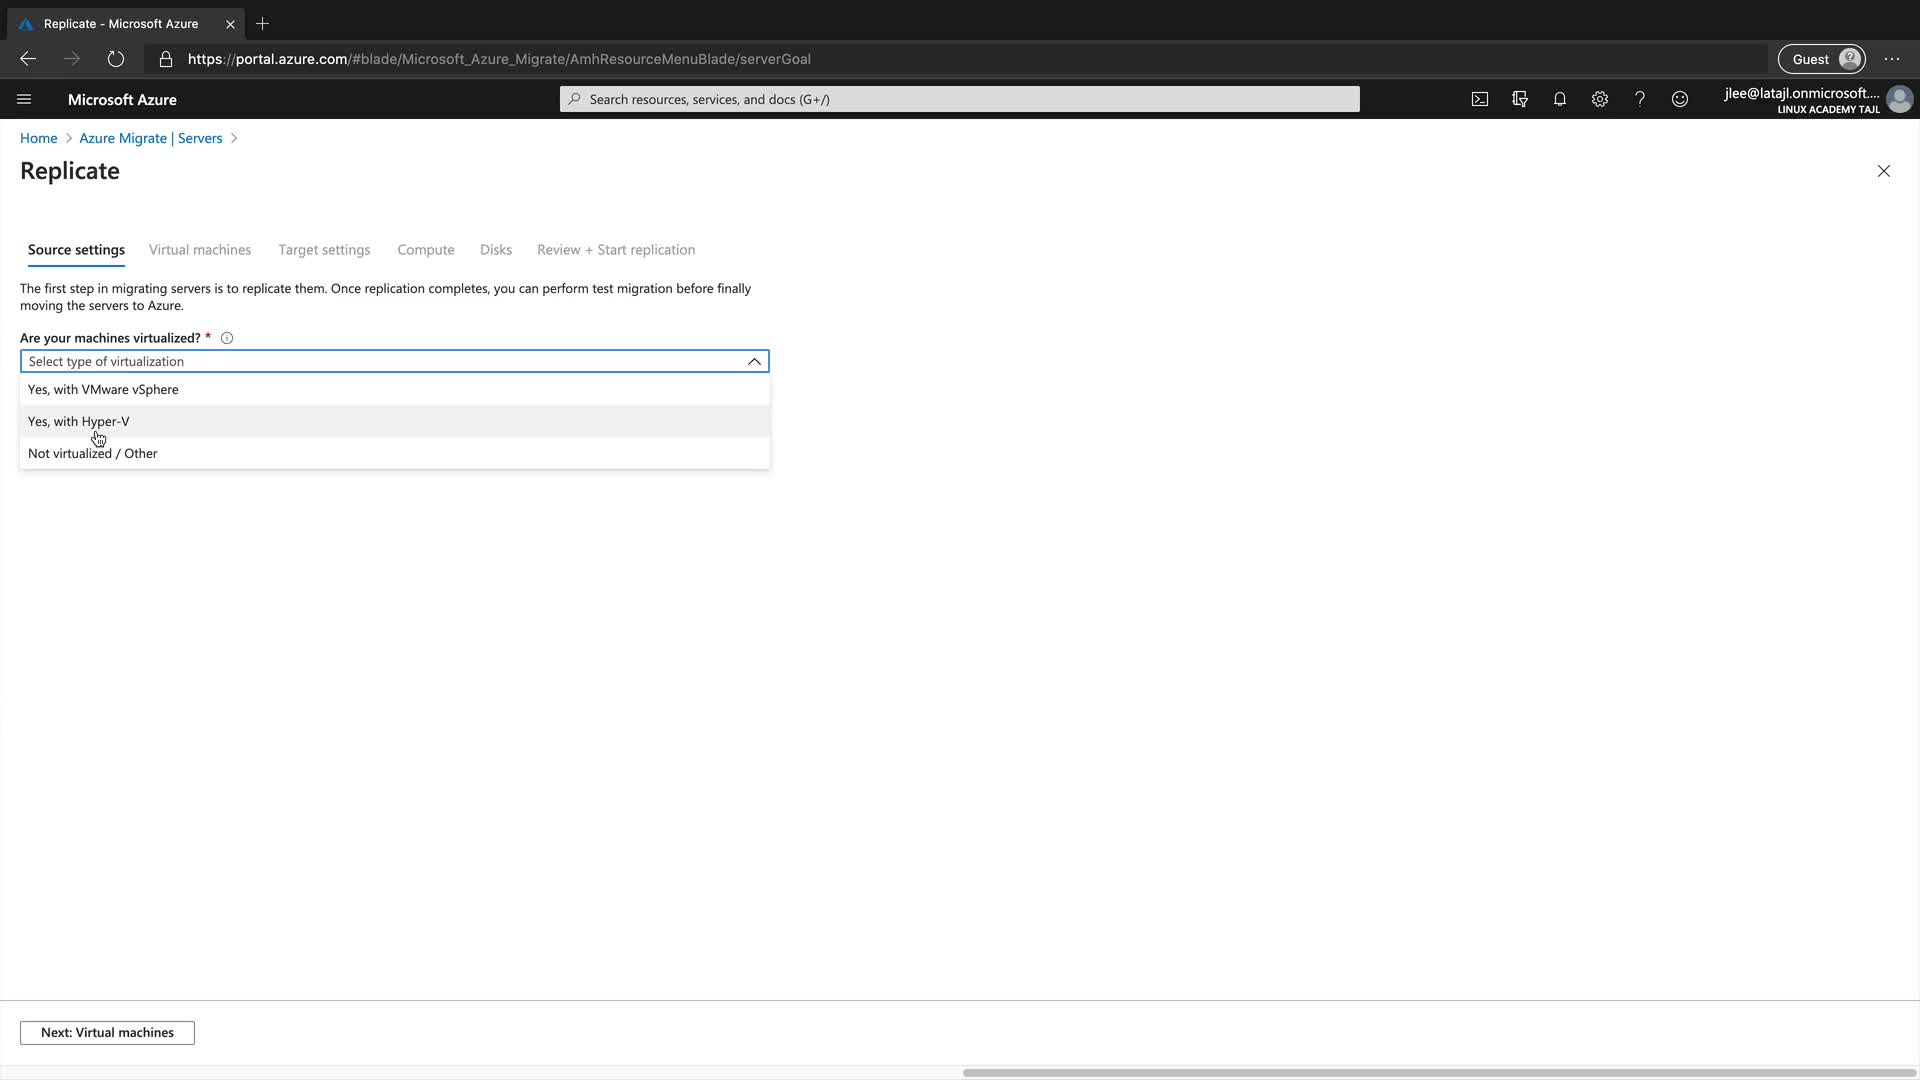 Replicate - Microsoft Azure
https://portal.azure.com/#blade/Microsoft_Azure_Migrate/AmhResourceMenuBlade/serverGoal
Guest
Microsoft Azure
Search resources, services, and docs (G+/)
jlee@latajl.onmicrosoft....
LINUX ACADEMY TAJL
Home > Azure Migrate | Servers >
Replicate
Source settings Virtual machines Target settings Compute Disks Review + Start replication
The first step in migrating servers is to replicate them. Once replication completes, you can perform test migration before finally
moving the servers to Azure.
Are your machines virtualized? *
Select type of virtualization
Yes, with VMware vSphere
Yes, with Hyper-V
Not virtualized / Other
Next: Virtual machines